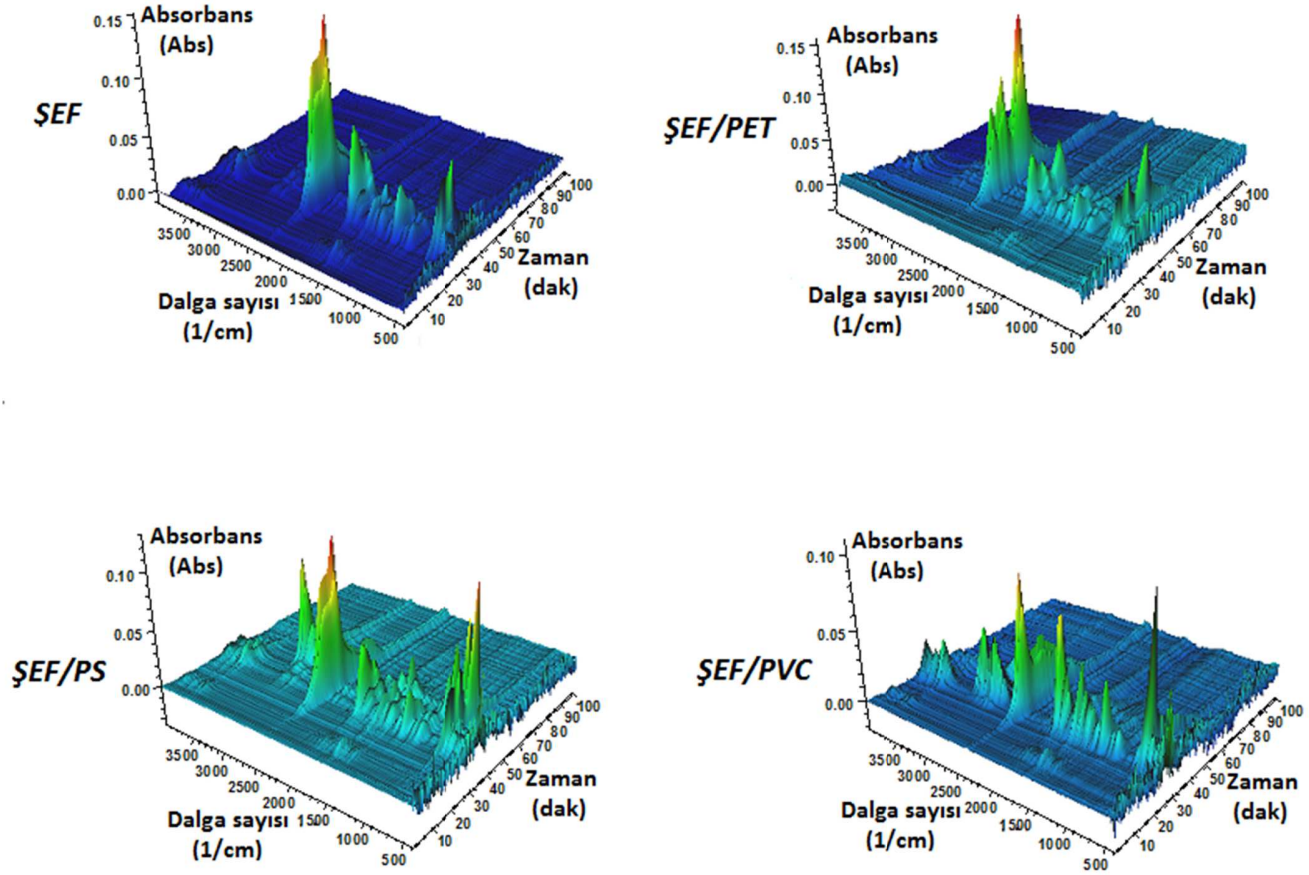 Absorbans
(Abs)
0.15
0.10
0.05
0.00
ŞEF
3500
3000
2500
2000
1500
1000
500
Dalga sayısı
(1/cm)
10
20
30
40
50
60
70
80
90
100
Zaman
(dak)
Absorbans
(Abs)
0.15
0.10
0.05
0.00
ŞEF/PET
3500
3000
2500
2000
1500
1000
500
Dalga sayısı
(1/cm)
10
20
30
40
50
60
70
80
90
100
Zaman
(dak)
Absorbans
(Abs)
0.10
0.05
0.00
ŞEF/PS
3500
3000
2500
2000
1500
1000
500
Dalga sayısı
(1/cm)
10
20
30
40
50
60
70
80
90
100
Zaman
(dak)
Absorbans
(Abs)
0.10
0.05
0.00
ŞEF/PVC
3500
3000
2500
2000
1500
1000
500
Dalga sayısı
(1/cm)
10
20
30
40
50
60
70
80
90
100
Zaman
(dak)